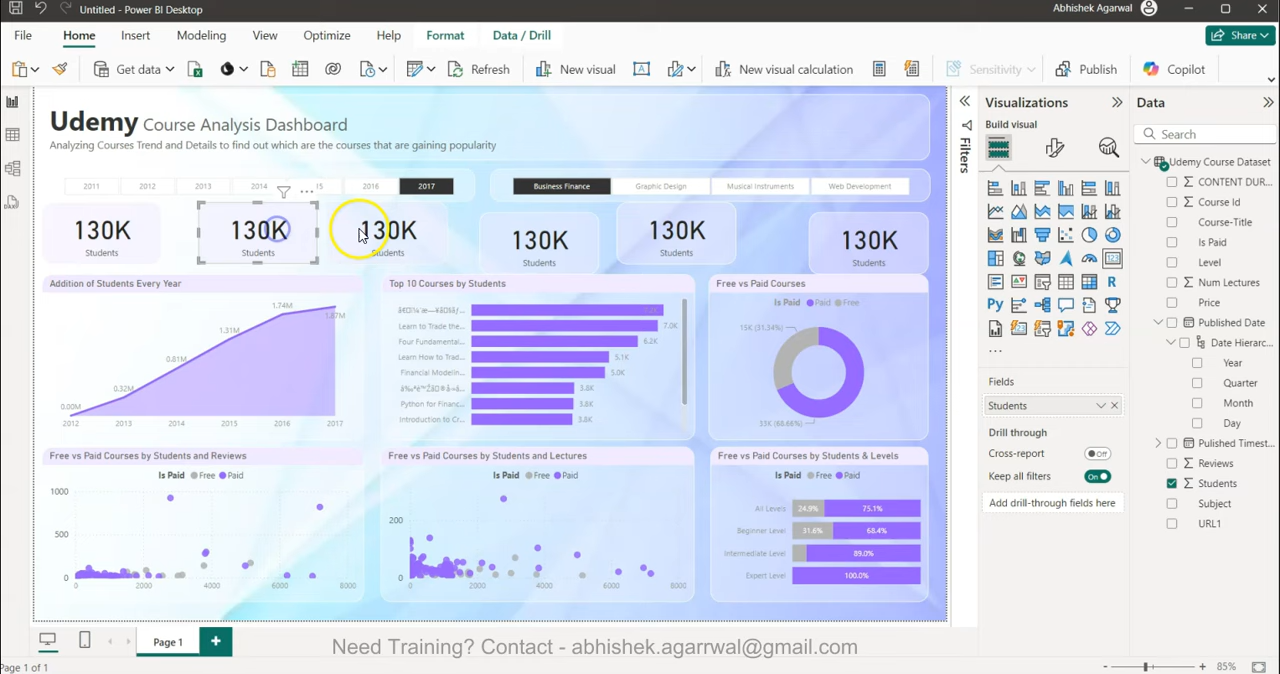 Untitled - Power BI Desktop
Abhishek Agarwal
File Home Insert Modeling View Optimize Help Format Data / Drill
Share
Get data Refresh New visual New visual calculation Sensitivity Publish Copilot
Udemy Course Analysis Dashboard
Analyzing Courses Trend and Details to find out which are the courses that are gaining popularity
2011 2012 2013 2014 15 2016 2017
Business Finance Graphic Design Musical Instruments Web Development
130K
Students
130K
Students
130K
Students
130K
Students
130K
Students
130K
Students
Addition of Students Every Year
0.00M
0.32M
0.81M
1.31M
1.74M
1.87M
2012 2013 2014 2015 2016 2017
Top 10 Courses by Students
Learn to Trade the... 7.0K
Four Fundamental... 6.2K
Learn How to Trad... 5.1K
Financial Modelin... 5.0K
3.8K
Python for Financ... 3.8K
Introduction to Cr... 3.8K
Free vs Paid Courses
Is Paid Paid Free
15K (31.34%)
33K (68.66%)
Free vs Paid Courses by Students and Reviews
Is Paid Free Paid
1000
500
0
0 2000 4000 6000 8000
Free vs Paid Courses by Students and Lectures
Is Paid Free Paid
200
0
0 2000 4000 6000 8000
Free vs Paid Courses by Students & Levels
Is Paid Free Paid
All Levels 24.9% 75.1%
Beginner Level 31.6% 68.4%
Intermediate Level 89.0%
Expert Level 100.0%
Filters
Visualizations
Build visual
Fields
Students
Drill through
Cross-report Off
Keep all filters On
Add drill-through fields here
Data
Search
Udemy Course Dataset
CONTENT DUR...
Course Id
Course-Title
Is Paid
Level
Num Lectures
Price
Published Date
Date Hierarc...
Year
Quarter
Month
Day
Pulished Timest...
Reviews
Students
Subject
URL1
Page 1
Need Training? Contact - abhishek.agarrwal@gmail.com
Page 1 of 1
85%